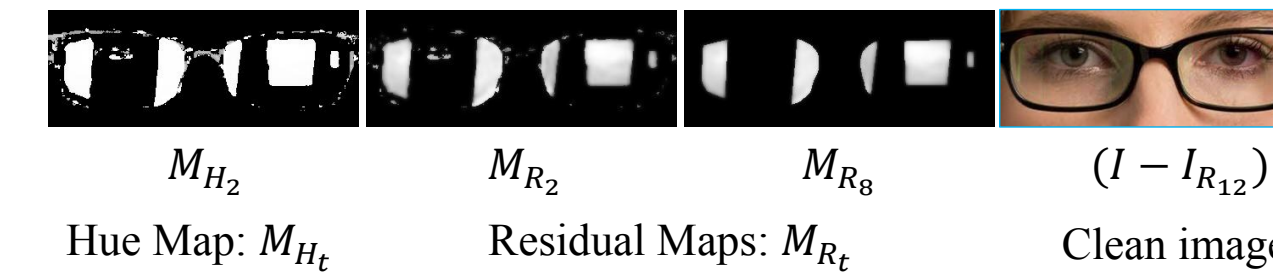 M_{H_2} M_{R_2} M_{R_8} (I − I_{R_{12}})
Hue Map: M_{H_t} Residual Maps: M_{R_t} Clean image